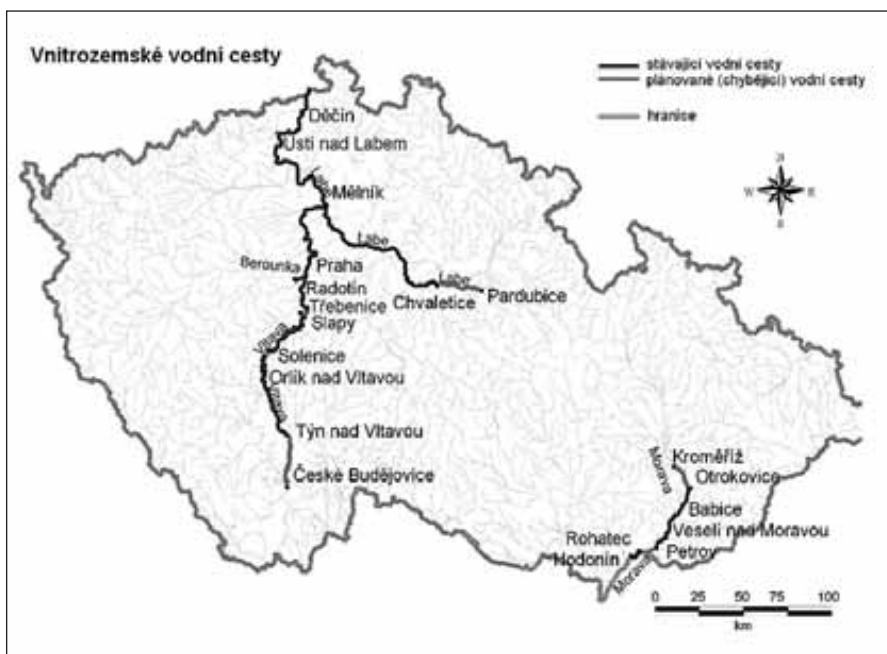 Vnitrozemské vodní cesty
stávající vodní cesty
plánované (chybějící) vodní cesty
hranice
N
W
E
S
Děčín
Ústí nad Labem
Labe
Mělník
Labe
Berounka
Praha
Labe
Radotín
Chvaletice
Pardubice
Třebenice
Slapy
Vltava
Solenice
Orlík nad Vltavou
Vltava
Týn nad Vltavou
České Budějovice
Morava
Kroměříž
Otrokovice
Babice
Veselí nad Moravou
Rohatec
Hodonín
Petrov
Morava
0 25 50 75 100
km